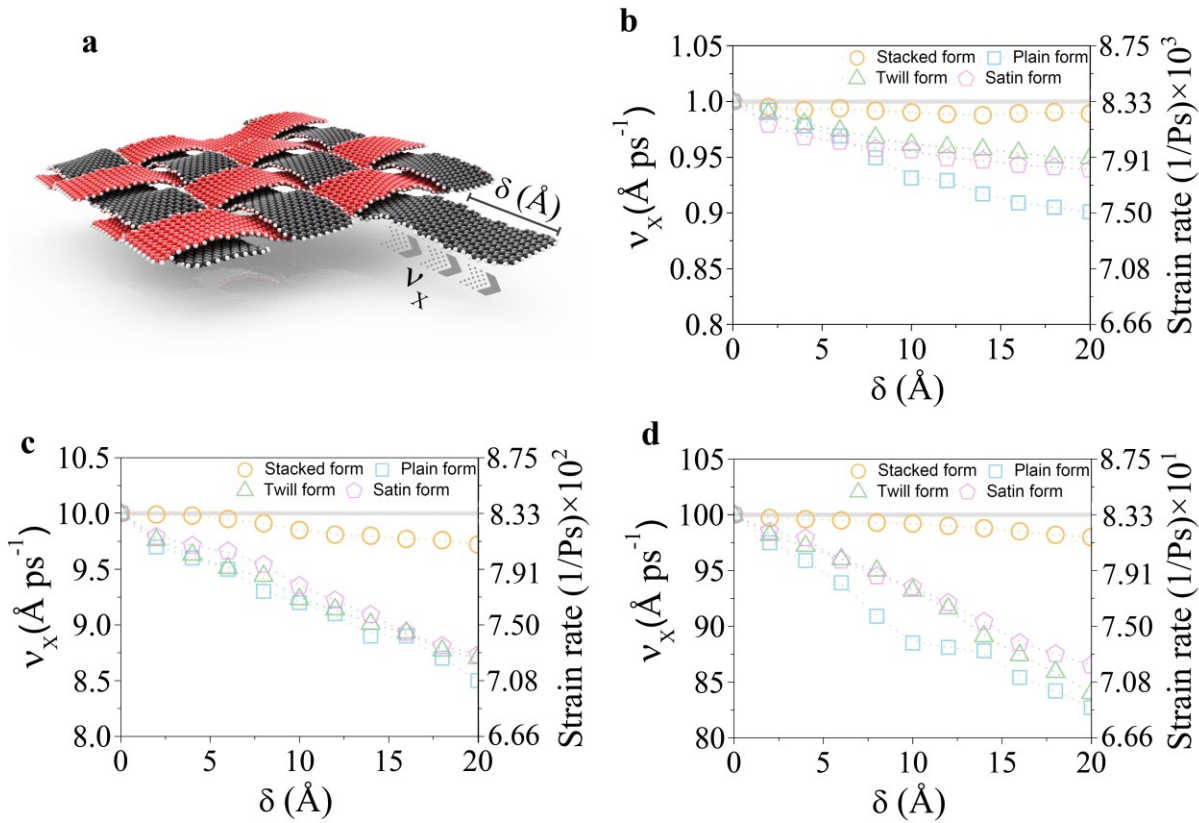 a
δ (Å)
νX
b
1.05
1.0
0.95
0.9
0.85
0.8
νX(Å ps-1)
Stacked form
Plain form
Twill form
Satin form
8.75
8.33
7.91
7.50
7.08
6.66
Strain rate (1/Ps)×10³
0 5 10 15 20
δ (Å)
c
10.5
10.0
9.5
9.0
8.5
8.0
νX(Å ps-1)
Stacked form
Plain form
Twill form
Satin form
8.75
8.33
7.91
7.50
7.08
6.66
Strain rate (1/Ps)×10²
0 5 10 15 20
δ (Å)
d
105
100
95
90
85
80
νX(Å ps-1)
Stacked form
Plain form
Twill form
Satin form
8.75
8.33
7.91
7.50
7.08
6.66
Strain rate (1/Ps)×10¹
0 5 10 15 20
δ (Å)